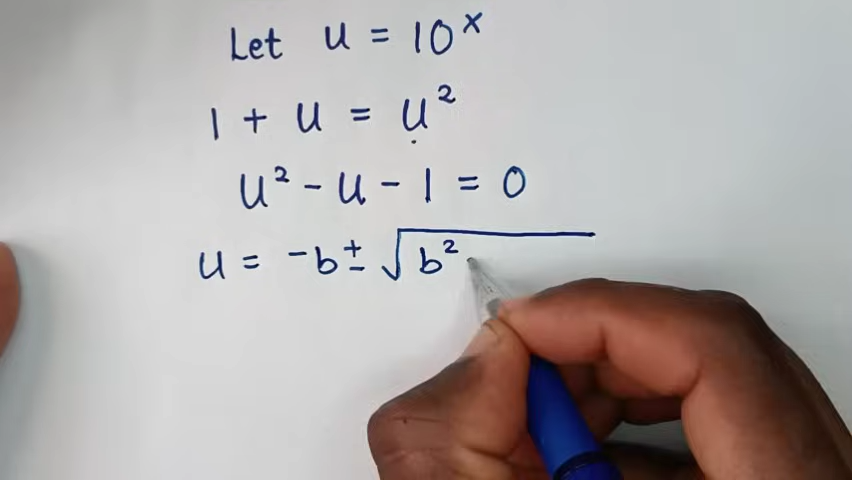 Let u = 10^x
1 + u = u^2
u^2 - u - 1 = 0
u = -b ± √b^2